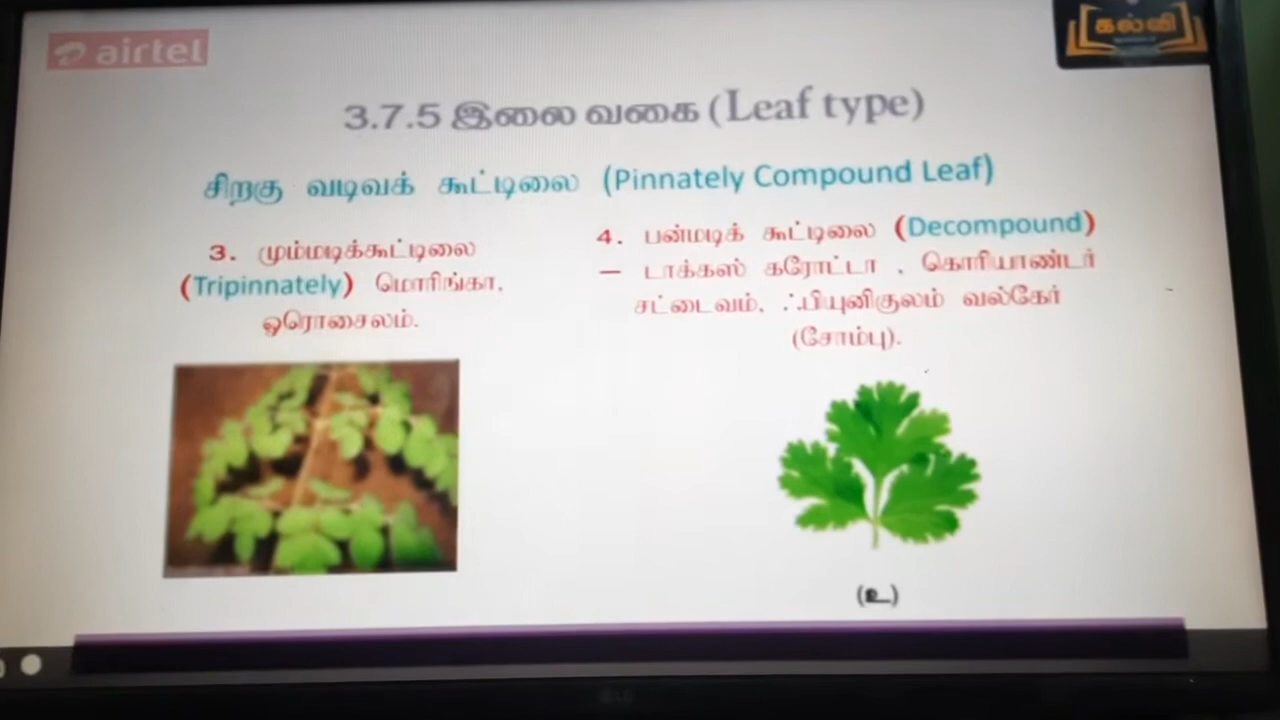 airtel
கல்வி
3.7.5 இலை வகை (Leaf type)
சிறகு வடிவக் கூட்டிலை (Pinnately Compound Leaf)
3. மும்மடிக்கூட்டிலை
(Tripinnately) மொரிங்கா,
ஒரொசைலம்.
4. பன்மடிக் கூட்டிலை (Decompound)
– டாக்கஸ் கரோட்டா , கொரியாண்டர்
சட்டைவம், ஃபியுனிகுலம் வல்கேர்
(சோம்பு).
(உ)
LG